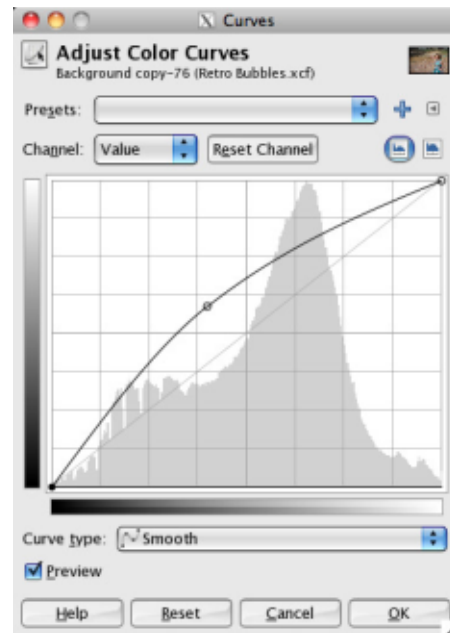 Curves
Adjust Color Curves
Background copy-76 (Retro Bubbles.xcf)
Presets:
Channel: Value Reset Channel
Curve type: Smooth
Preview
Help Reset Cancel OK